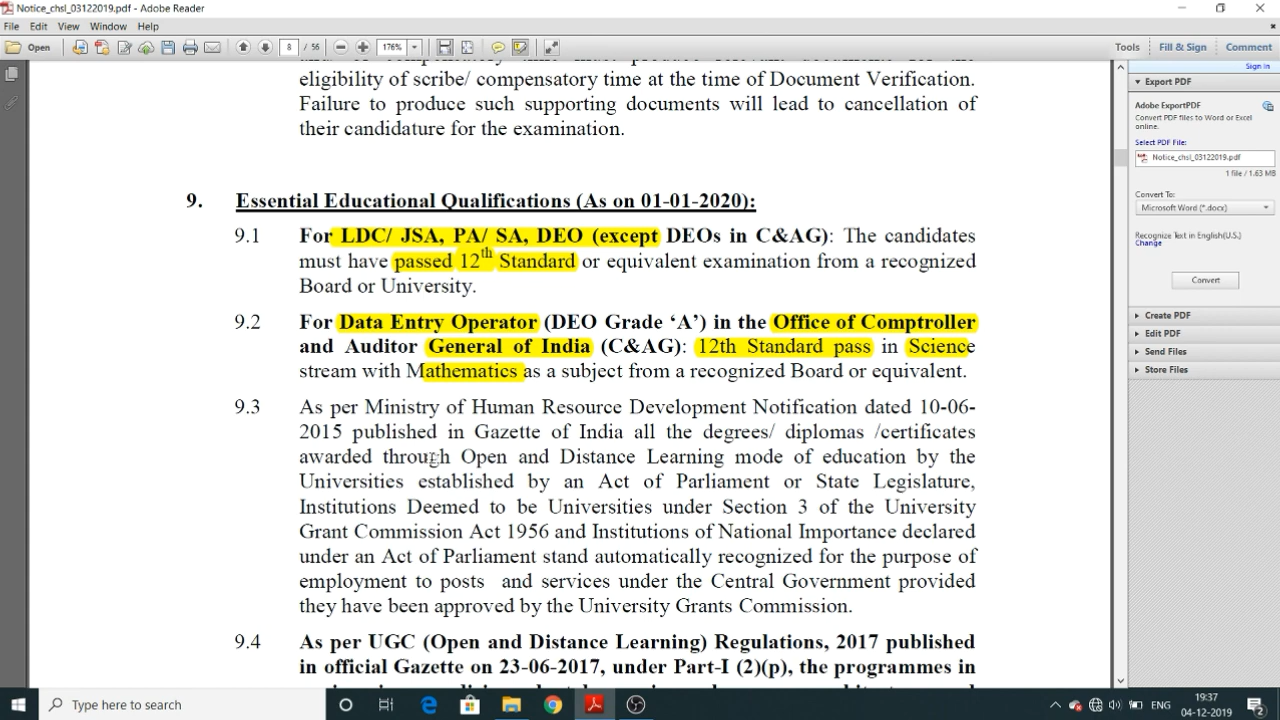 Notice_chsl_03122019.pdf - Adobe Reader
File Edit View Window Help
Open 8 / 56 176% Tools Fill & Sign Comment
Sign In
eligibility of scribe/ compensatory time at the time of Document Verification.
Failure to produce such supporting documents will lead to cancellation of
their candidature for the examination.
9. Essential Educational Qualifications (As on 01-01-2020):
9.1 For LDC/ JSA, PA/ SA, DEO (except DEOs in C&AG): The candidates
must have passed 12th Standard or equivalent examination from a recognized
Board or University.
9.2 For Data Entry Operator (DEO Grade ‘A’) in the Office of Comptroller
and Auditor General of India (C&AG): 12th Standard pass in Science
stream with Mathematics as a subject from a recognized Board or equivalent.
9.3 As per Ministry of Human Resource Development Notification dated 10-06-
2015 published in Gazette of India all the degrees/ diplomas /certificates
awarded through Open and Distance Learning mode of education by the
Universities established by an Act of Parliament or State Legislature,
Institutions Deemed to be Universities under Section 3 of the University
Grant Commission Act 1956 and Institutions of National Importance declared
under an Act of Parliament stand automatically recognized for the purpose of
employment to posts and services under the Central Government provided
they have been approved by the University Grants Commission.
9.4 As per UGC (Open and Distance Learning) Regulations, 2017 published
in official Gazette on 23-06-2017, under Part-I (2)(p), the programmes in
Export PDF
Adobe ExportPDF
Convert PDF files to Word or Excel
online.
Select PDF File:
Notice_chsl_03122019.pdf
1 file / 1.63 MB
Convert To:
Microsoft Word (*.docx)
Recognize Text in English(U.S.)
Change
Convert
Create PDF
Edit PDF
Send Files
Store Files
Type here to search
ENG
19:37
04-12-2019
2